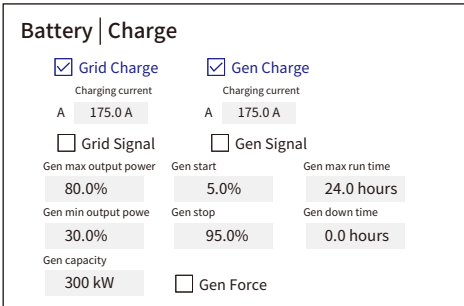 Battery | Charge
Grid Charge Gen Charge
Charging current Charging current
A 175.0 A A 175.0 A
Grid Signal Gen Signal
Gen max output power Gen start Gen max run time
80.0% 5.0% 24.0 hours
Gen min output powe Gen stop Gen down time
30.0% 95.0% 0.0 hours
Gen capacity
300 kW Gen Force